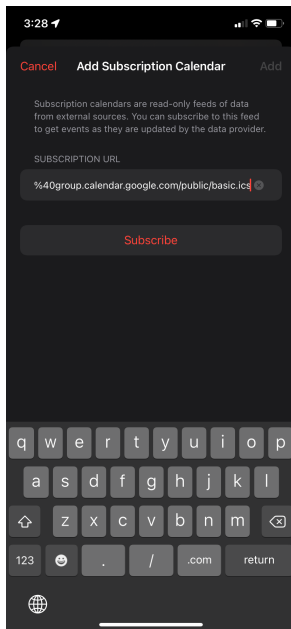 3:28
Cancel Add Subscription Calendar Add
Subscription calendars are read-only feeds of data
from external sources. You can subscribe to this feed
to get events as they are updated by the data provider.
SUBSCRIPTION URL
%40group.calendar.google.com/public/basic.ics
Subscribe
q w e r t y u i o p
a s d f g h j k l
z x c v b n m
123 . / .com return